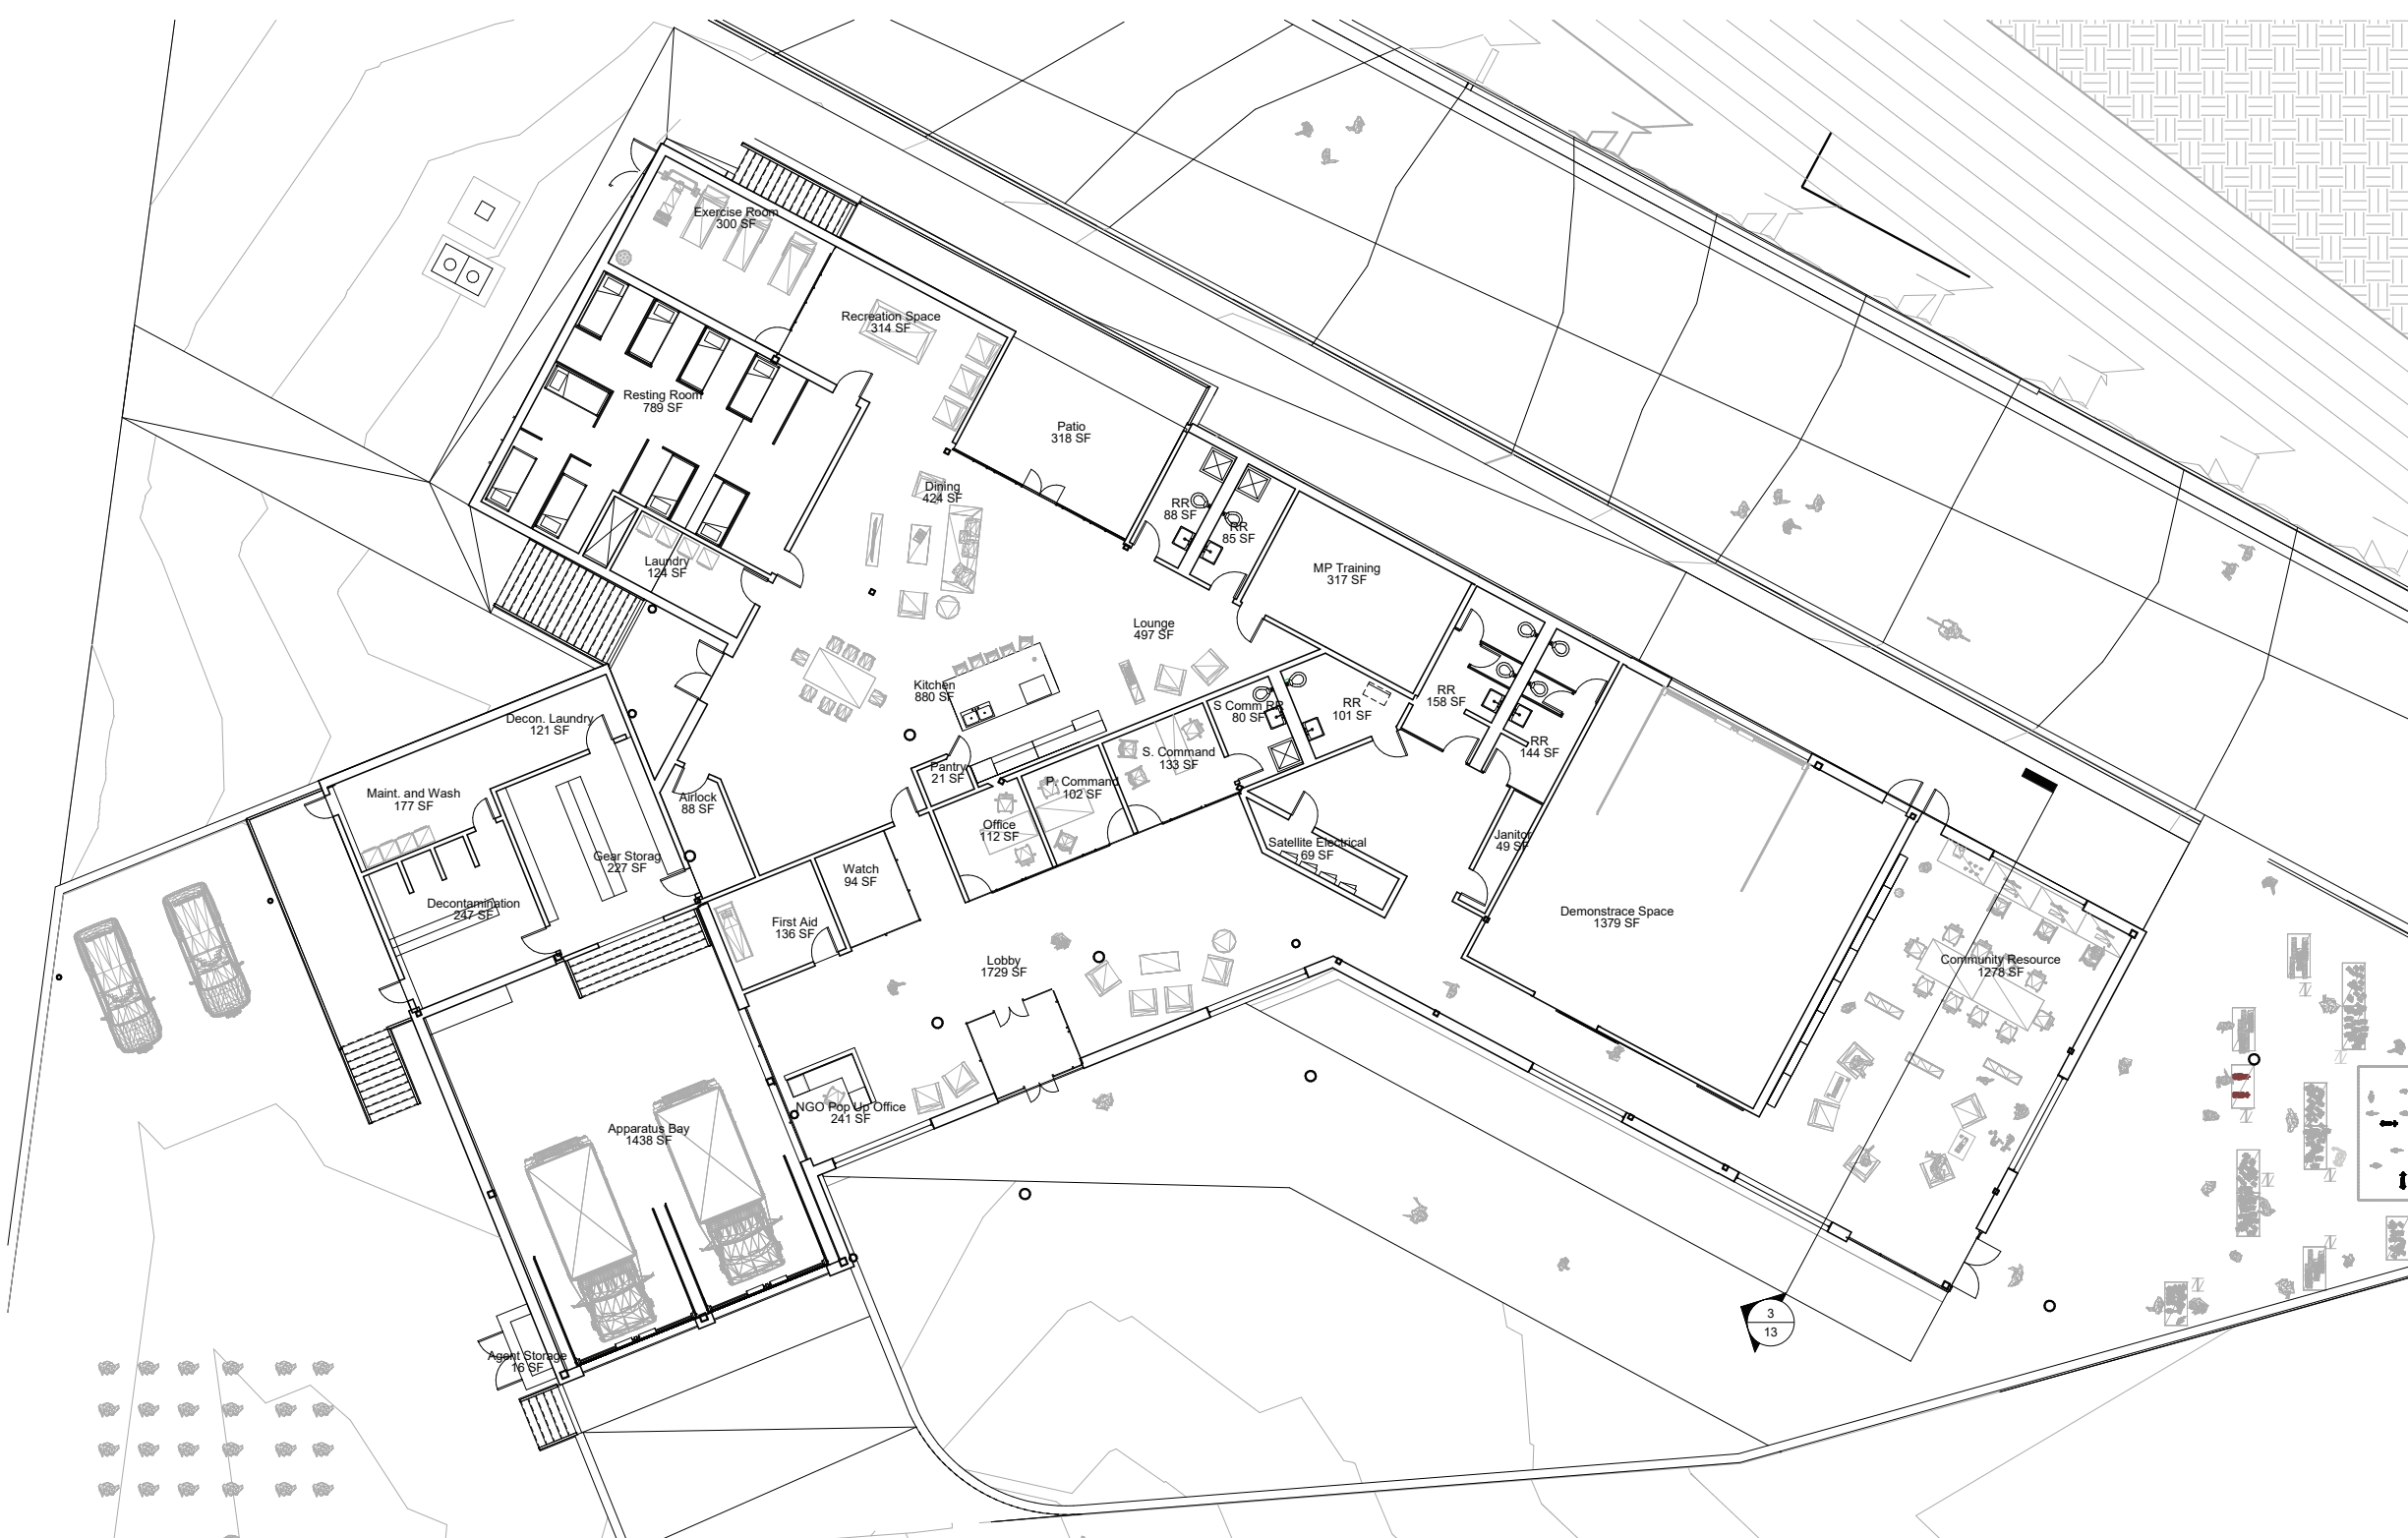 Exercise Room
300 SF
Recreation Space
314 SF
Resting Room
789 SF
Patio
318 SF
Dining
424 SF
RR
88 SF
RR
85 SF
Laundry
124 SF
MP Training
317 SF
Lounge
497 SF
Kitchen
880 SF
S Comm RR
80 SF
RR
101 SF
RR
158 SF
RR
144 SF
Decon. Laundry
121 SF
S. Command
133 SF
Pantry
21 SF
P. Command
102 SF
Maint. and Wash
177 SF
Airlock
88 SF
Office
112 SF
Janitor
49 SF
Satellite Electrical
69 SF
Gear Storag
227 SF
Watch
94 SF
Decontamination
247 SF
First Aid
136 SF
Demonstrace Space
1379 SF
Lobby
1729 SF
Community Resource
1278 SF
NGO Pop Up Office
241 SF
Apparatus Bay
1438 SF
3
13
Agent Storage
16 SF